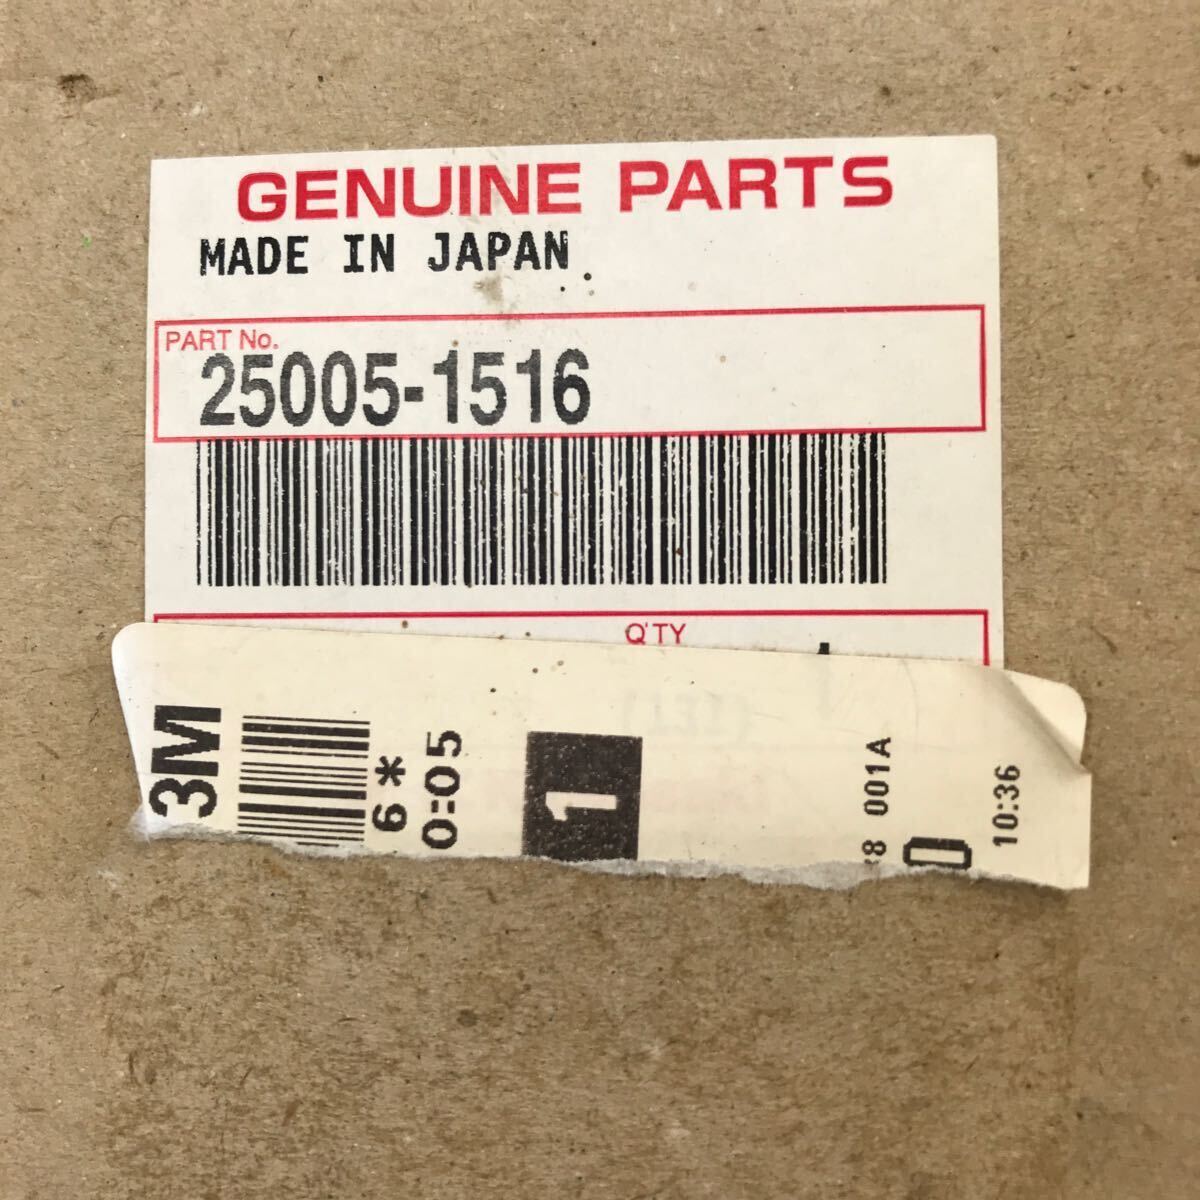 GENUINE PARTS
MADE IN JAPAN
PART No.
25005-1516
Q'TY
3M
6*
0:05
1
001A
10:36